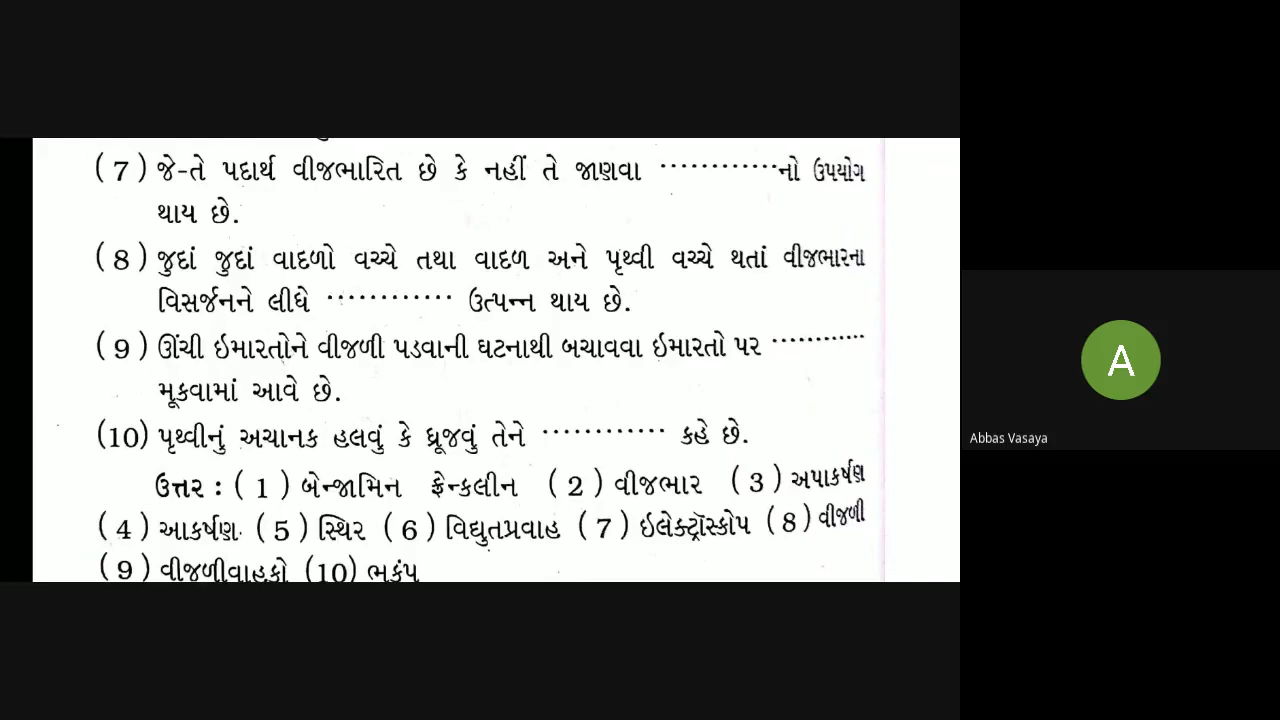 ( 7 ) જે-તે પદાર્થ વીજભારિત છે કે નહીં તે જાણવા ............નો ઉપયોગ
થાય છે.
( 8 ) જુદાં જુદાં વાદળો વચ્ચે તથા વાદળ અને પૃથ્વી વચ્ચે થતાં વીજભારના
વિસર્જનને લીધે ............ ઉત્પન્ન થાય છે.
( 9 ) ઊંચી ઇમારતોને વીજળી પડવાની ઘટનાથી બચાવવા ઇમારતો પર ............
મૂકવામાં આવે છે.
(10) પૃથ્વીનું અચાનક હલવું કે ધ્રૂજવું તેને ............ કહે છે.
ઉત્તર : ( 1 ) બેન્જામિન ફ્રેન્કલીન ( 2 ) વીજભાર ( 3 ) અપાકર્ષણ
( 4 ) આકર્ષણ ( 5 ) સ્થિર ( 6 ) વિદ્યુતપ્રવાહ ( 7 ) ઇલેક્ટ્રૉસ્કોપ ( 8 ) વીજળી
( 9 ) વીજળીવાહકો (10) ભૂકંપ
A
Abbas Vasaya